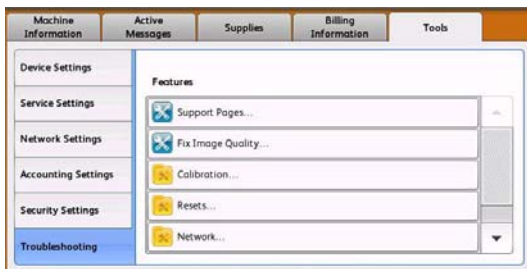 Machine
Information
Active
Messages
Supplies
Billing
Information
Tools
Device Settings
Service Settings
Network Settings
Accounting Settings
Security Settings
Troubleshooting
Features
Support Pages...
Fix Image Quality...
Calibration...
Resets...
Network...